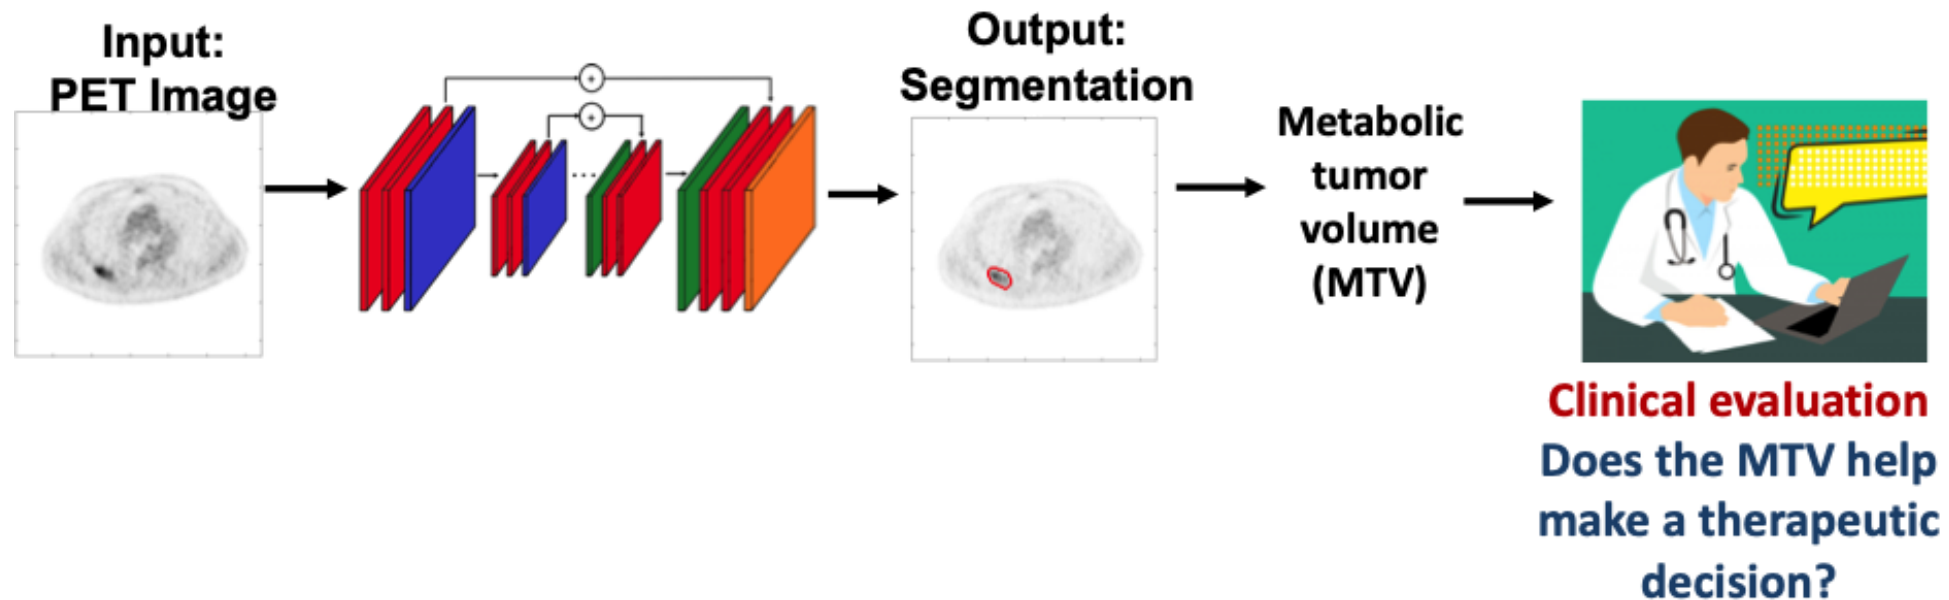 Input:
PET Image
Output:
Segmentation
Metabolic
tumor
volume
(MTV)
Clinical evaluation
Does the MTV help
make a therapeutic
decision?